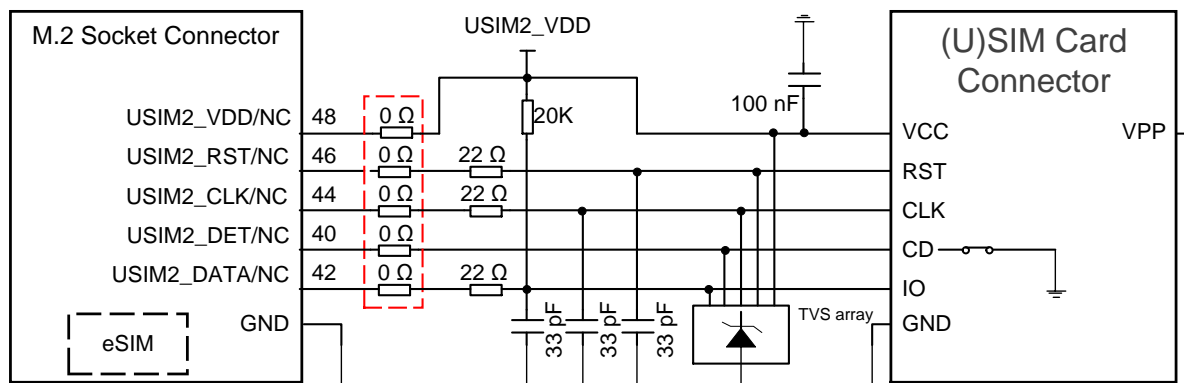 M.2 Socket Connector
USIM2_VDD
(U)SIM Card
Connector
100 nF
USIM2_VDD/NC 48 0 Ω 20K VCC VPP
USIM2_RST/NC 46 0 Ω 22 Ω RST
USIM2_CLK/NC 44 0 Ω 22 Ω CLK
USIM2_DET/NC 40 0 Ω CD
USIM2_DATA/NC 42 0 Ω 22 Ω IO
GND 33 pF 33 pF 33 pF TVS array GND
eSIM